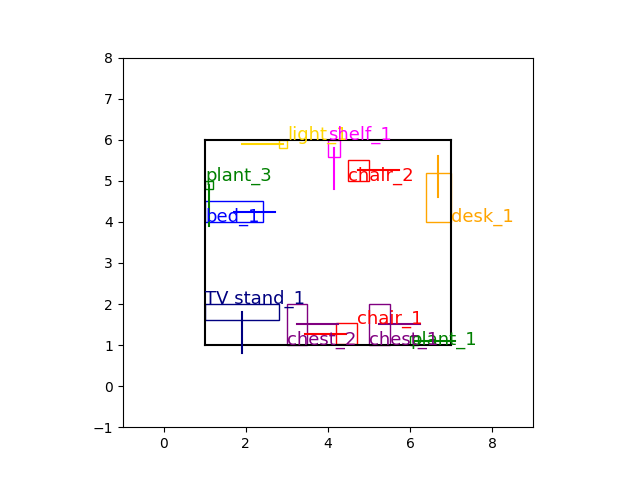 8
7
light_1 shelf_1
6
plant_3 chair_2
5
bed_1 desk_1
4
3
TV stand_1
2
chair_1
chest_2 chest_1 plant_1
1
0
−1
0 2 4 6 8